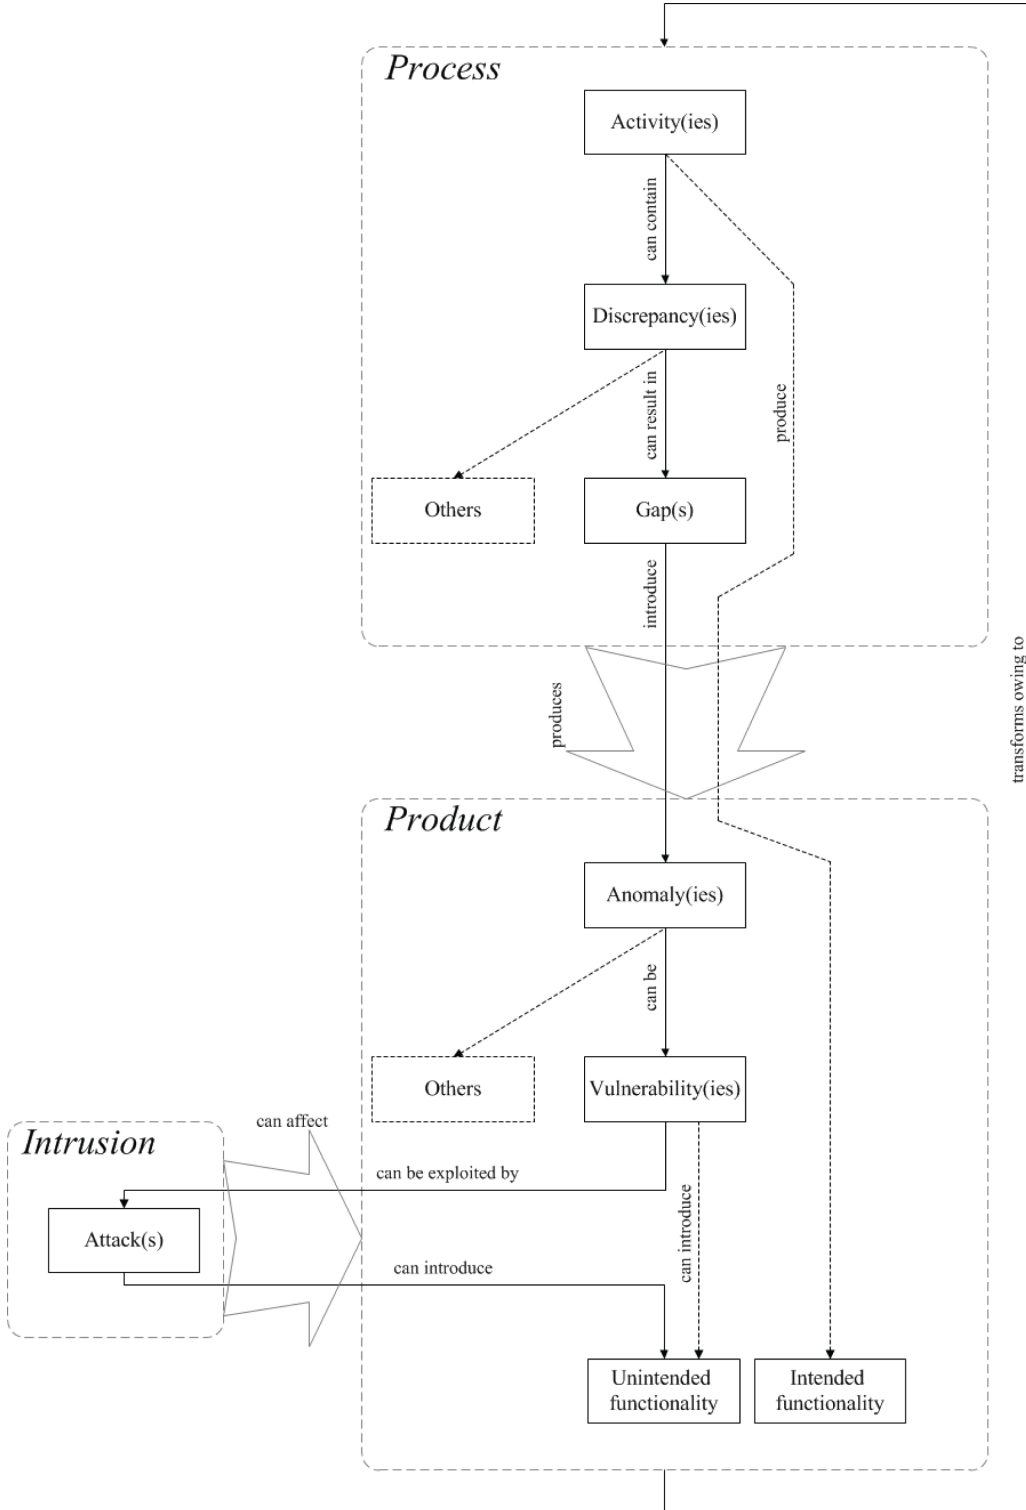 Process
Activity(ies)
can contain
Discrepancy(ies)
can result in
produce
Others
Gap(s)
introduce
transforms owing to
produces
Product
Anomaly(ies)
can be
Others
Vulnerability(ies)
can affect
Intrusion
can be exploited by
Attack(s)
can introduce
can introduce
Unintended
functionality
Intended
functionality